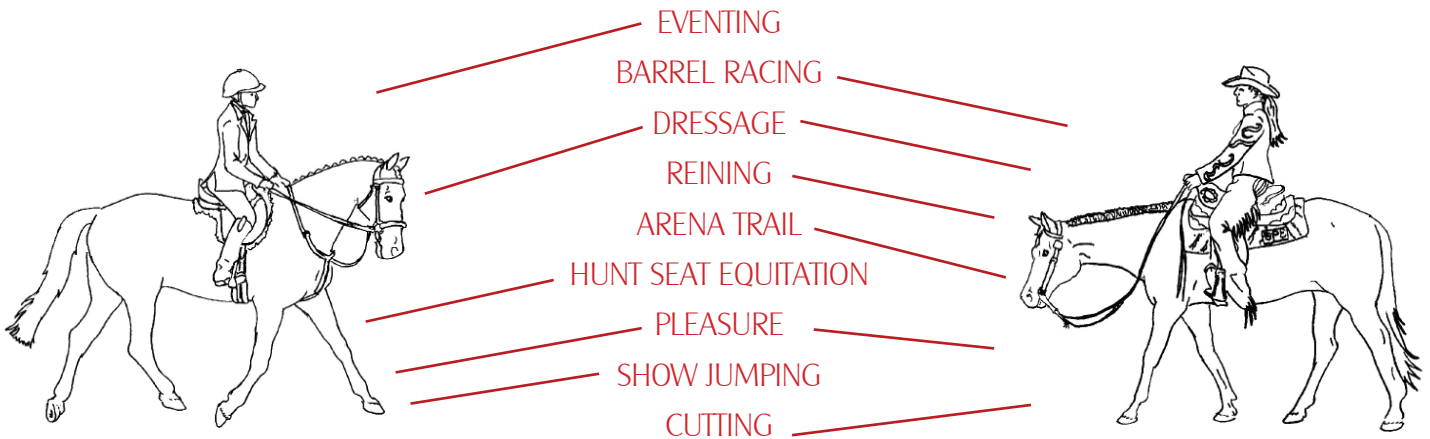 EVENTING
BARREL RACING
DRESSAGE
REINING
ARENA TRAIL
HUNT SEAT EQUITATION
PLEASURE
SHOW JUMPING
CUTTING